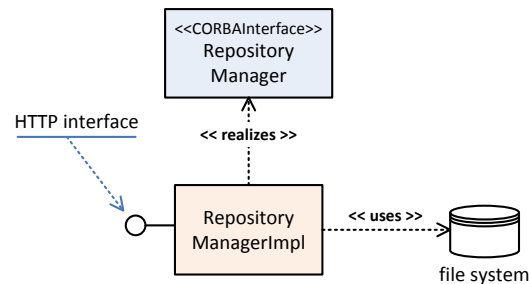 <<CORBAInterface>>
Repository
Manager
HTTP interface
<< realizes >>
Repository
ManagerImpl
<< uses >>
file system